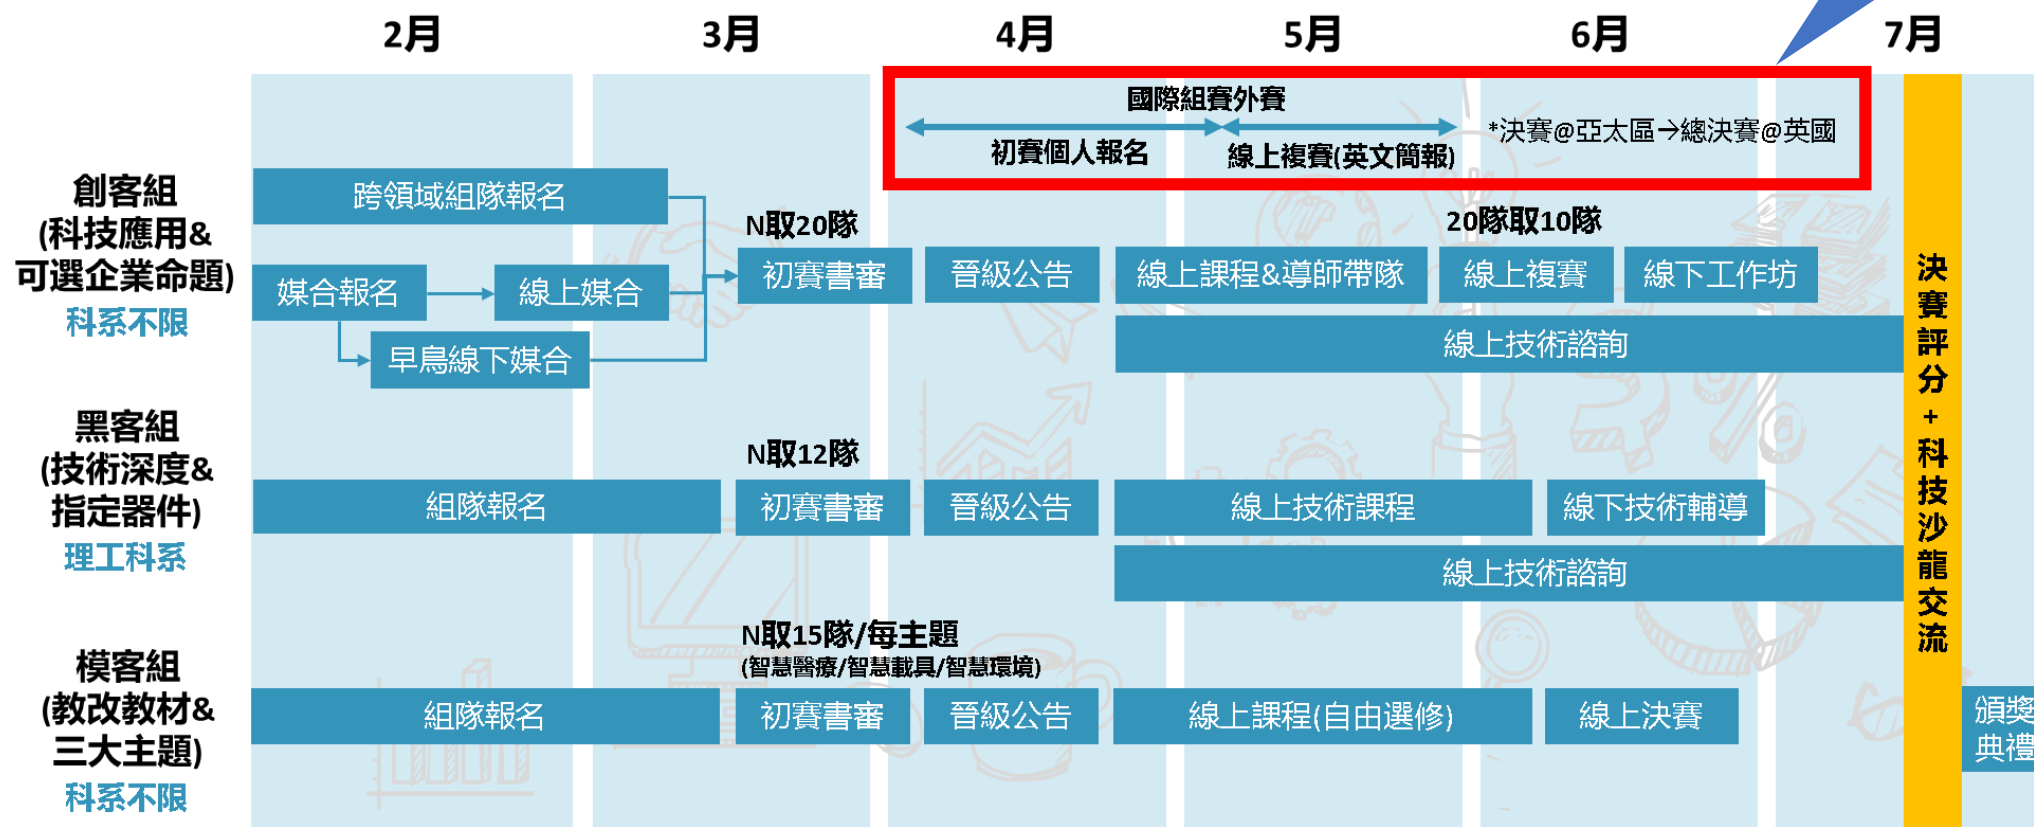 2月
3月
4月
5月
6月
7月
國際組賽外賽
初賽個人報名
線上複賽(英文簡報)
*決賽@亞太區→總決賽@英國
創客組
(科技應用&
可選企業命題)
科系不限
跨領域組隊報名
媒合報名
線上媒合
早鳥線下媒合
N取20隊
初賽書審
晉級公告
線上課程&導師帶隊
20隊取10隊
線上複賽
線下工作坊
線上技術諮詢
黑客組
(技術深度&
指定器件)
理工科系
組隊報名
N取12隊
初賽書審
晉級公告
線上技術課程
線下技術輔導
線上技術諮詢
模客組
(教改教材&
三大主題)
科系不限
組隊報名
N取15隊/每主題
(智慧醫療/智慧載具/智慧環境)
初賽書審
晉級公告
線上課程(自由選修)
線上決賽
決賽評分+科技沙龍交流
頒獎
典禮